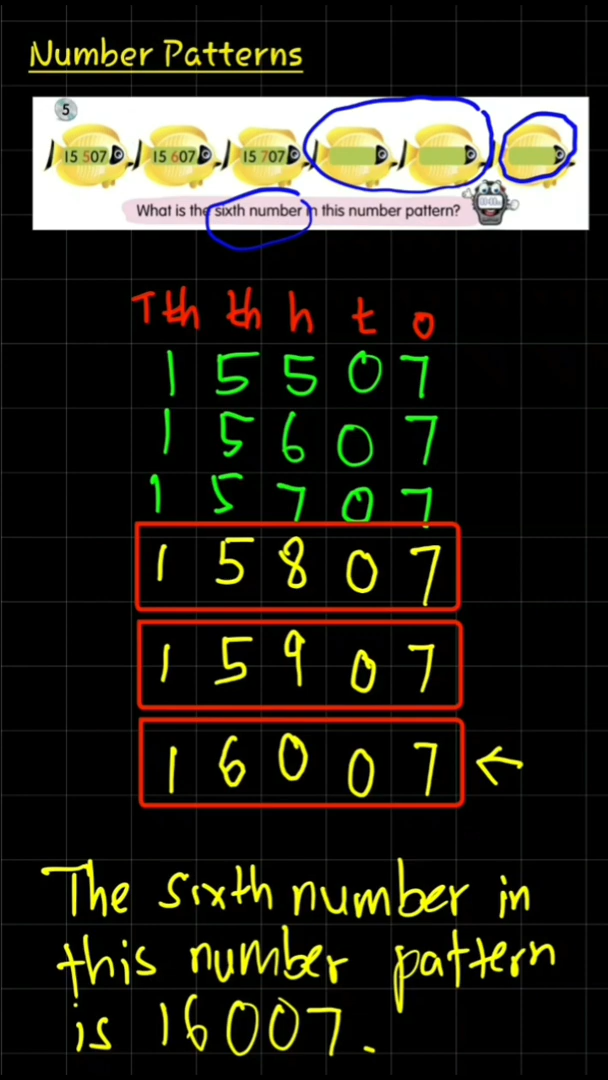 Number Patterns
5
15 507 15 607 15 707
What is the sixth number in this number pattern?
Tth th h t o
1 5 5 0 7
1 5 6 0 7
1 5 7 0 7
1 5 8 0 7
1 5 9 0 7
1 6 0 0 7 ←
The sixth number in
this number pattern
is 16007.